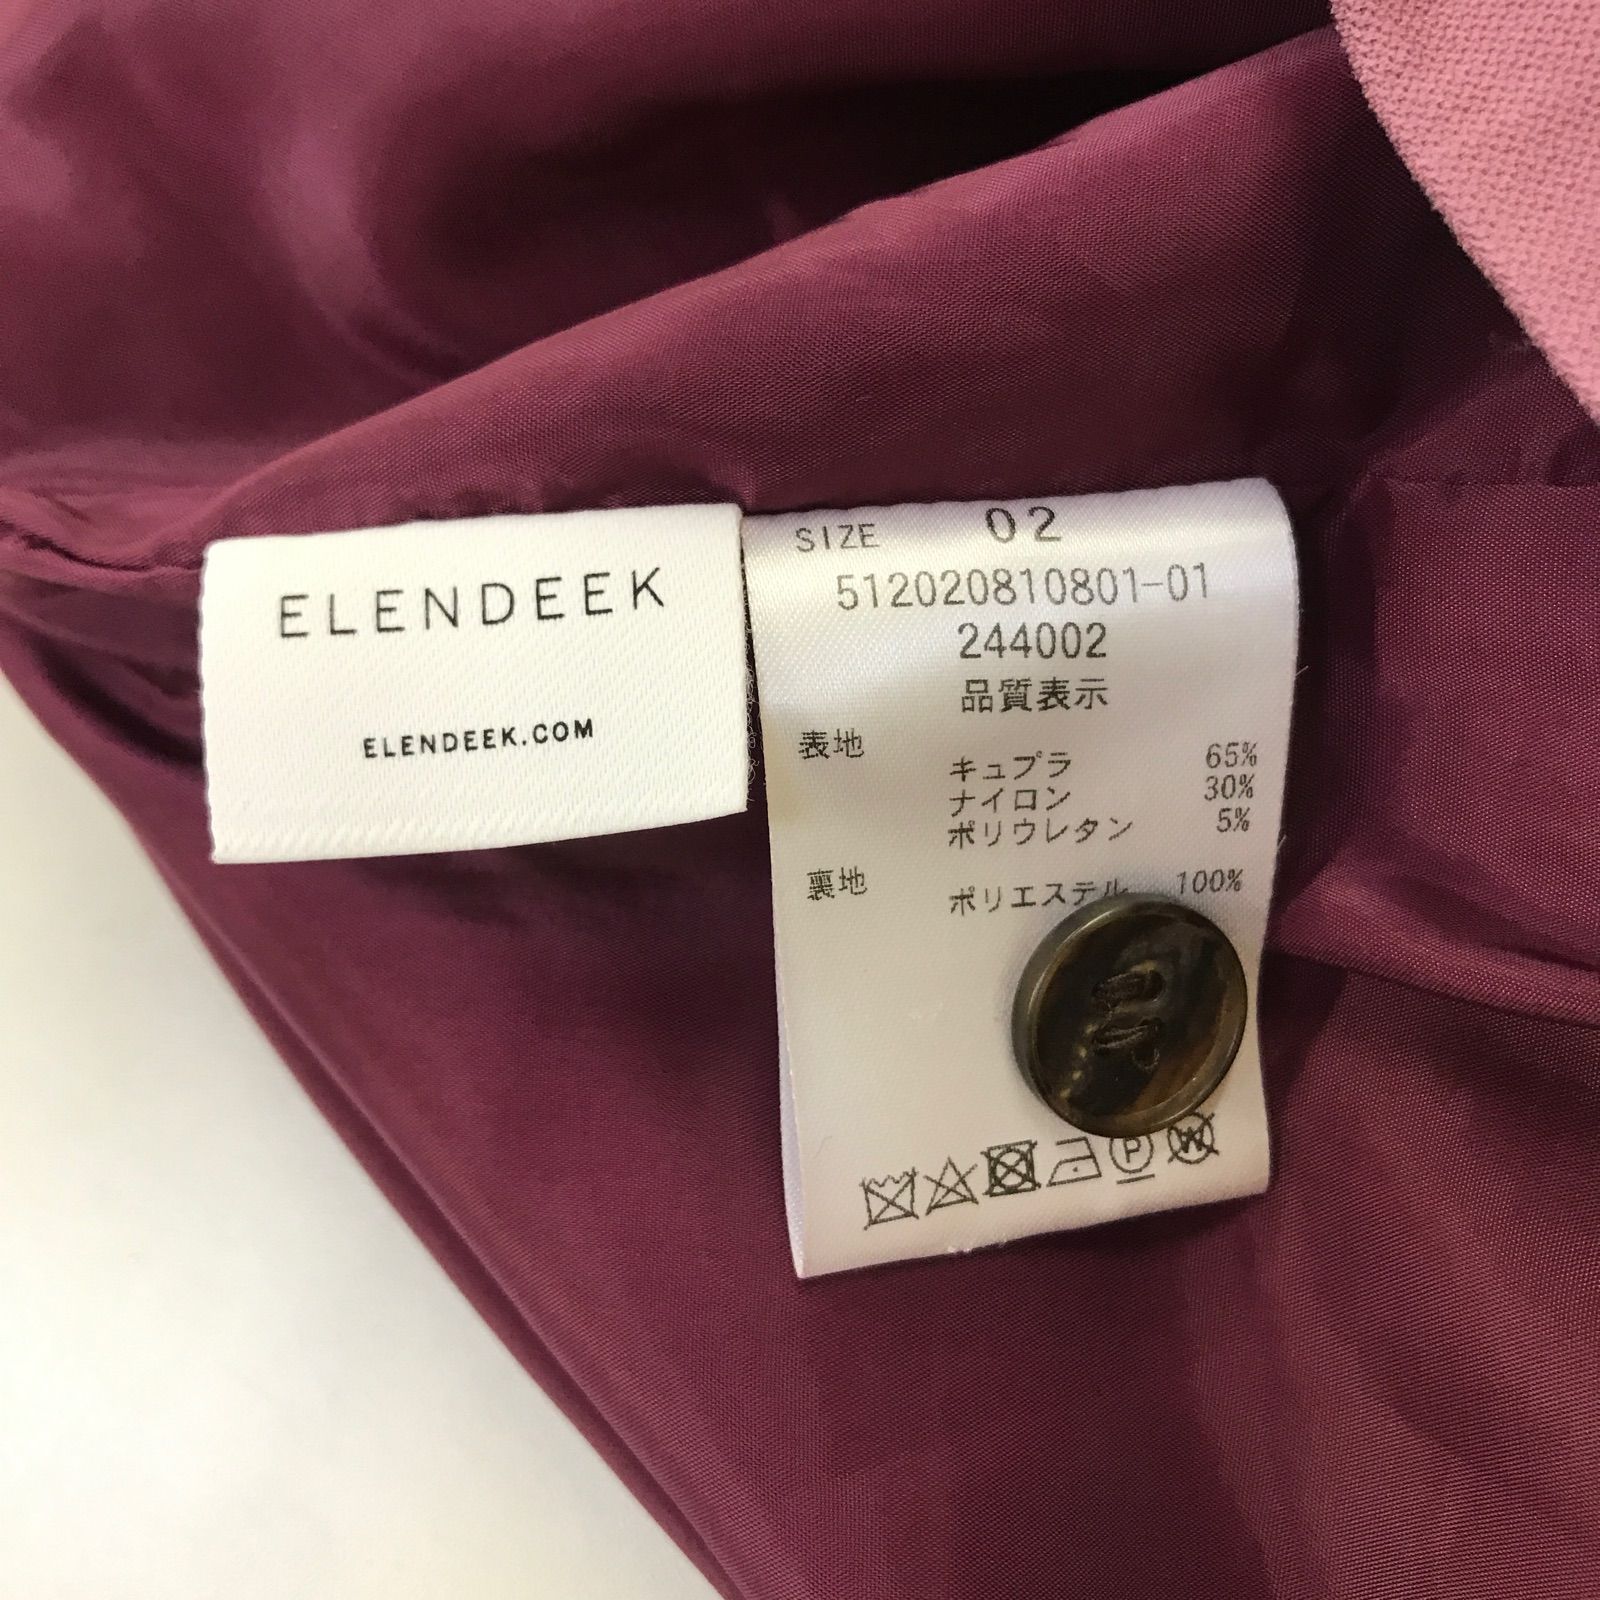 ELENDEEK
ELENDEEK.COM
SIZE 02
512020810801-01
244002
品質表示
表地
キュプラ 65%
ナイロン 30%
ポリウレタン 5%
裏地
ポリエステル 100%
P W